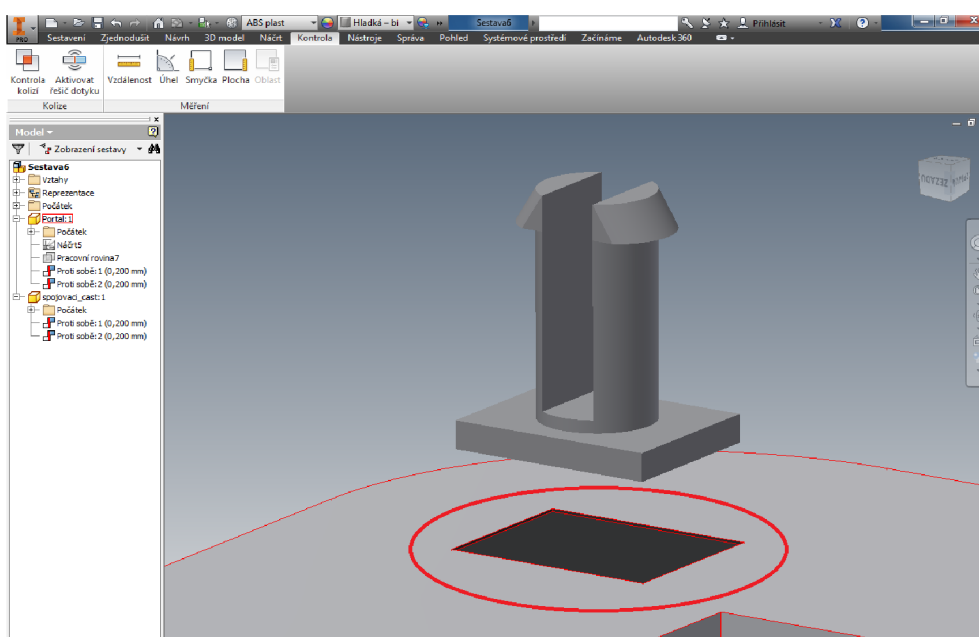 ABS plast Hladká – bi Sestava6 Přihlásit
PRO Sestavení Zjednodušit Návrh 3D model Náčrt Kontrola Nástroje Správa Pohled Systémové prostředí Začínáme Autodesk 360
Kontrola Aktivovat Vzdálenost Úhel Smyčka Plocha Oblast
kolizí řešič dotyku
Kolize Měření
Model
Zobrazení sestavy
Sestava6
Vztahy
Reprezentace
Počátek
Portal:1
Počátek
Náčrt5
Pracovní rovina7
Proti sobě:1 (0,200 mm)
Proti sobě:2 (0,200 mm)
spojovaci_cast:1
Počátek
Proti sobě:1 (0,200 mm)
Proti sobě:2 (0,200 mm)